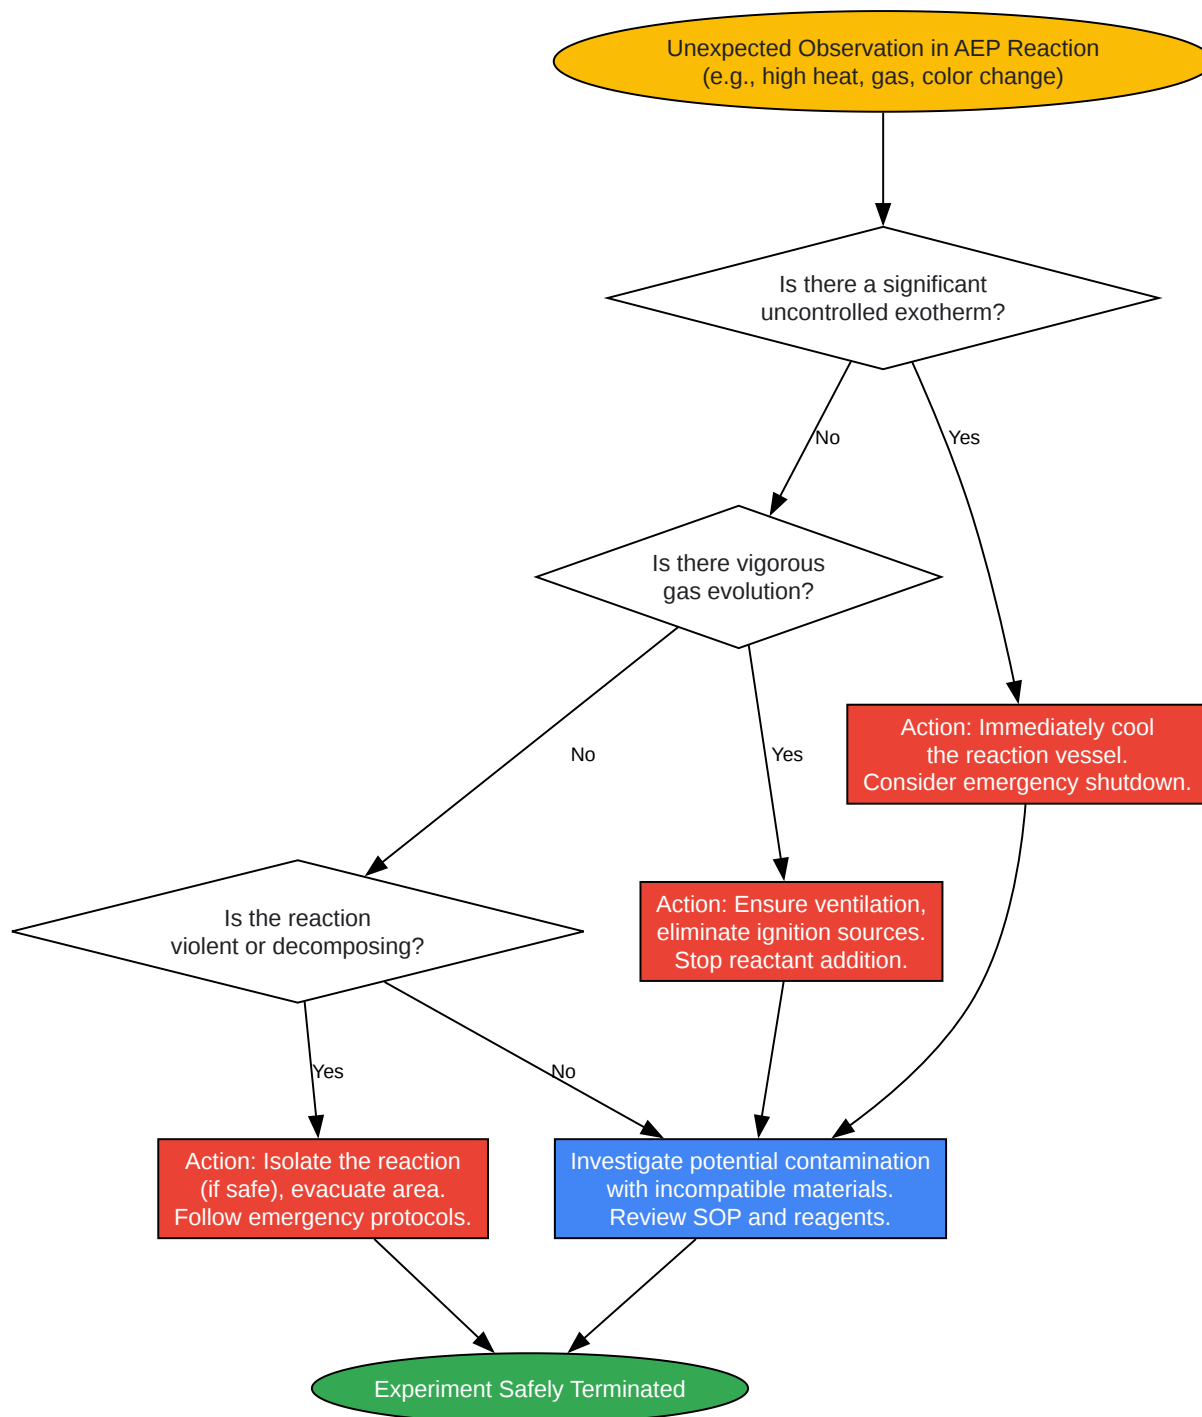 Unexpected Observation in AEP Reaction
(e.g., high heat, gas, color change)
Is there a significant
uncontrolled exotherm?
No
Yes
Is there vigorous
gas evolution?
Action: Immediately cool
the reaction vessel.
Consider emergency shutdown.
No
Yes
Is the reaction
violent or decomposing?
Action: Ensure ventilation,
eliminate ignition sources.
Stop reactant addition.
Yes
No
Action: Isolate the reaction
(if safe), evacuate area.
Follow emergency protocols.
Investigate potential contamination
with incompatible materials.
Review SOP and reagents.
Experiment Safely Terminated